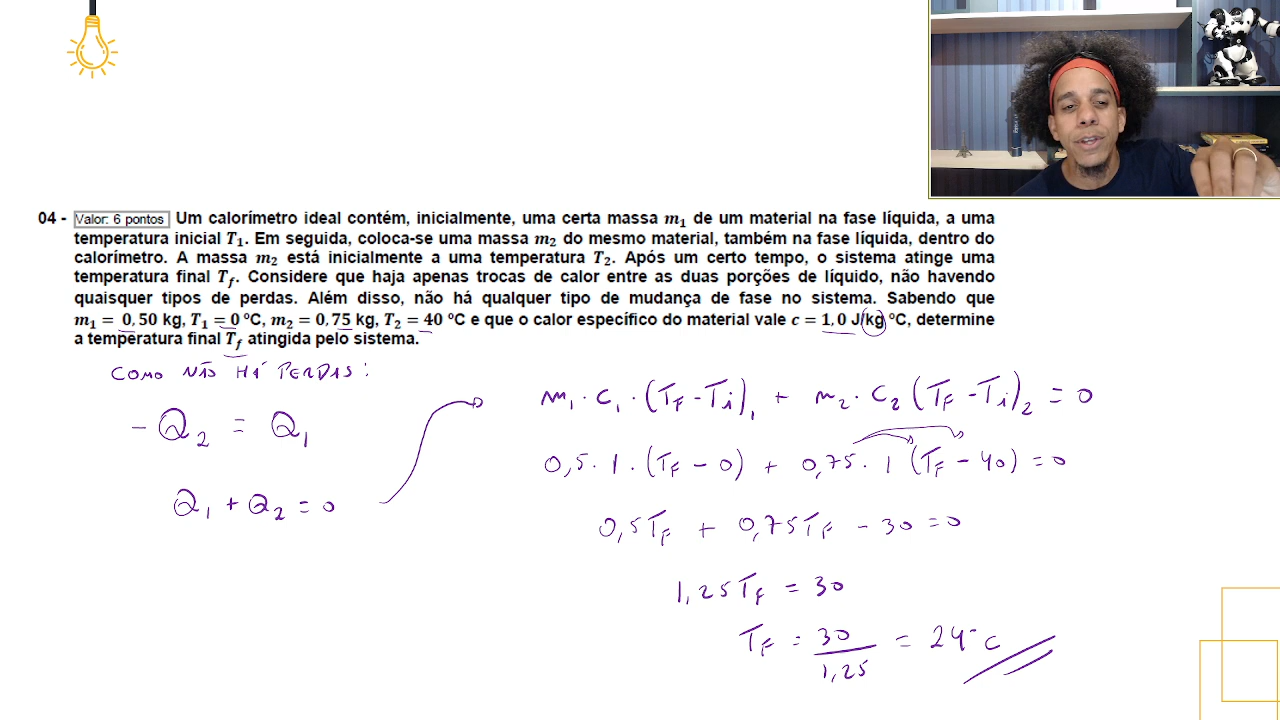 04 - Valor: 6 pontos Um calorímetro ideal contém, inicialmente, uma certa massa m₁ de um material na fase líquida, a uma
temperatura inicial T₁. Em seguida, coloca-se uma massa m₂ do mesmo material, também na fase líquida, dentro do
calorímetro. A massa m₂ está inicialmente a uma temperatura T₂. Após um certo tempo, o sistema atinge uma
temperatura final T_f. Considere que haja apenas trocas de calor entre as duas porções de líquido, não havendo
quaisquer tipos de perdas. Além disso, não há qualquer tipo de mudança de fase no sistema. Sabendo que
m₁ = 0,50 kg, T₁ = 0 ºC, m₂ = 0,75 kg, T₂ = 40 ºC e que o calor específico do material vale c = 1,0 J/kg ºC, determine
a temperatura final T_f atingida pelo sistema.
COMO NÃO HÁ PERDAS:
- Q₂ = Q₁
Q₁ + Q₂ = 0
m₁ · C₁ · (T_F - Ti)₁ + m₂ · C₂ (T_F - Ti)₂ = 0
0,5 · 1 · (T_F - 0) + 0,75 · 1 (T_F - 40) = 0
0,5T_F + 0,75T_F - 30 = 0
1,25T_F = 30
T_F = 30/1,25 = 24°C